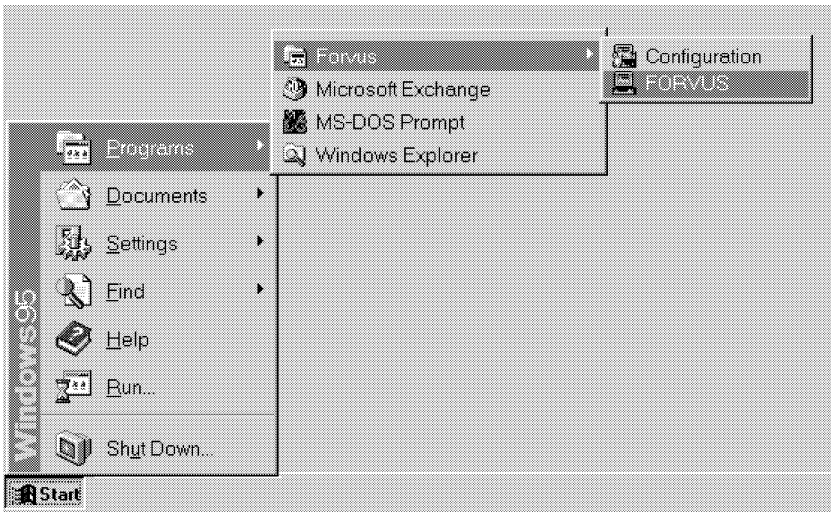 Forvus
Microsoft Exchange
MS-DOS Prompt
Windows Explorer
Configuration
FORVUS
Programs
Documents
Settings
Find
Help
Run...
Shut Down...
Windows95
Start